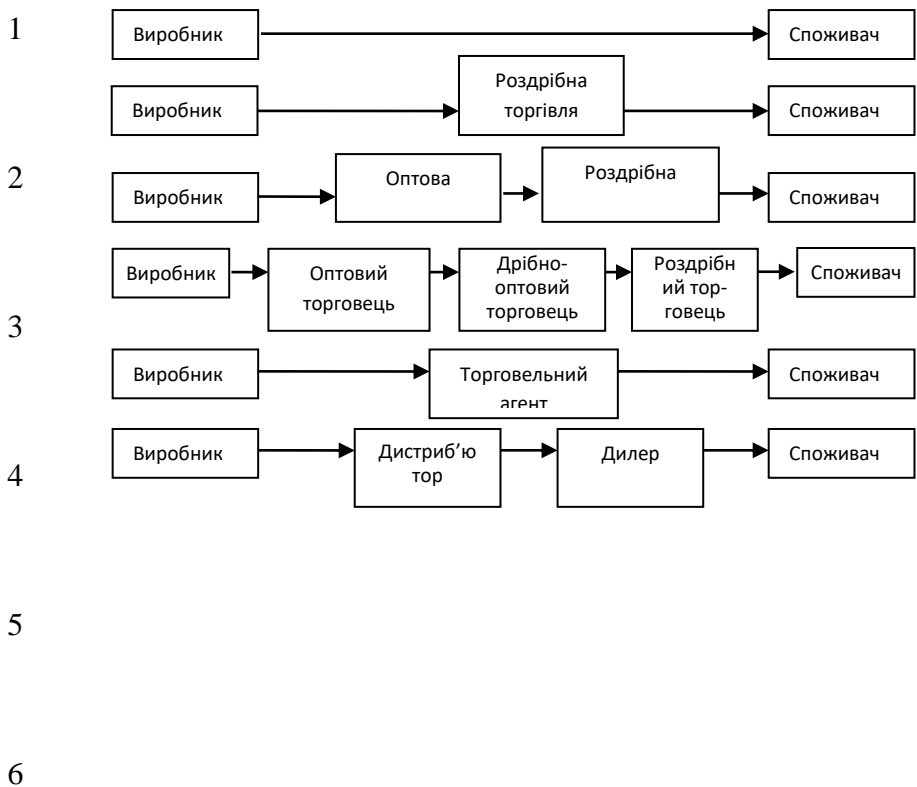 1
Виробник
Споживач
Роздрібна
торгівля
Виробник
Споживач
2
Оптова
Роздрібна
Виробник
Споживач
Виробник
Оптовий
торговець
Дрібно-
оптовий
торговець
Роздрібн
ий тор-
говець
Споживач
3
Виробник
Торговельний
агент
Споживач
Виробник
Дистриб’ю
тор
Дилер
Споживач
4
5
6